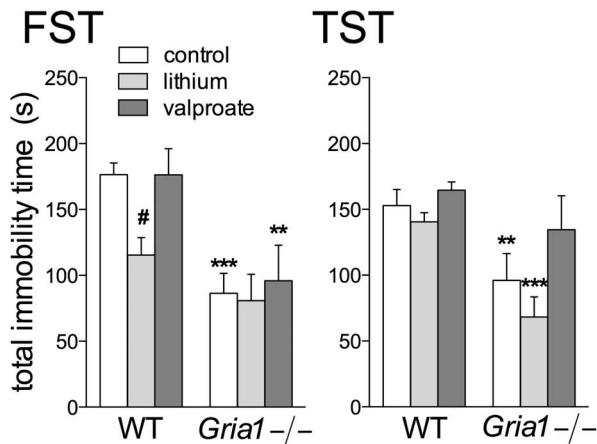 FST
TST
control
lithium
valproate
total immobility time (s)
250
200
150
100
50
0
#
***
**
WT
Gria1 –/–
250
200
150
100
50
0
**
***
WT
Gria1 –/–